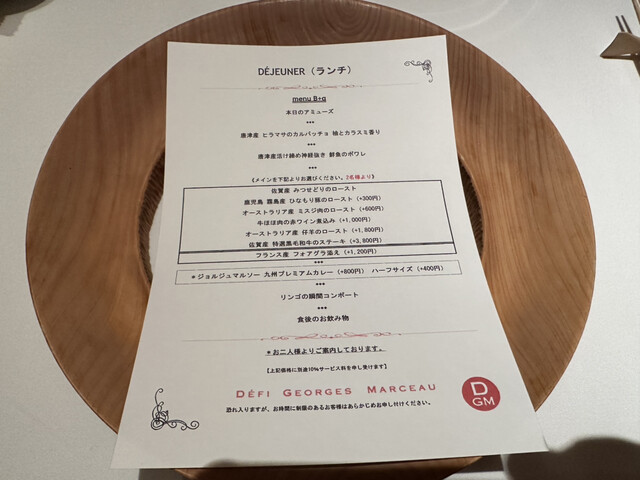 DÉJEUNER（ランチ）
menu B+α
本日のアミューズ
***
唐津産 ヒラマサのカルパッチョ 柚とカラスミ香り
***
唐津産活け締め神経抜き 鮮魚のポワレ
***
《メインを下記よりお選びください。2名様より》
佐賀産 みつせどりのロースト
鹿児島 霧島産 ひなもり豚のロースト（+300円）
オーストラリア産 ミスジ肉のロースト（+600円）
牛ほほ肉の赤ワイン煮込み（+1,000円）
オーストラリア産 仔羊のロースト（+1,800円）
佐賀産 特選黒毛和牛のステーキ（+3,800円）
フランス産 フォアグラ添え（+1,200円）
***
＊ジョルジュマルソー 九州プレミアムカレー（+800円） ハーフサイズ（+400円）
***
リンゴの瞬間コンポート
***
食後のお飲み物
＊お二人様よりご案内しております。
【上記価格に別途10%サービス料を申し受けます】
DÉFI GEORGES MARCEAU
D
GM
恐れ入りますが、お時間に制限のあるお客様はあらかじめお申し付けください。